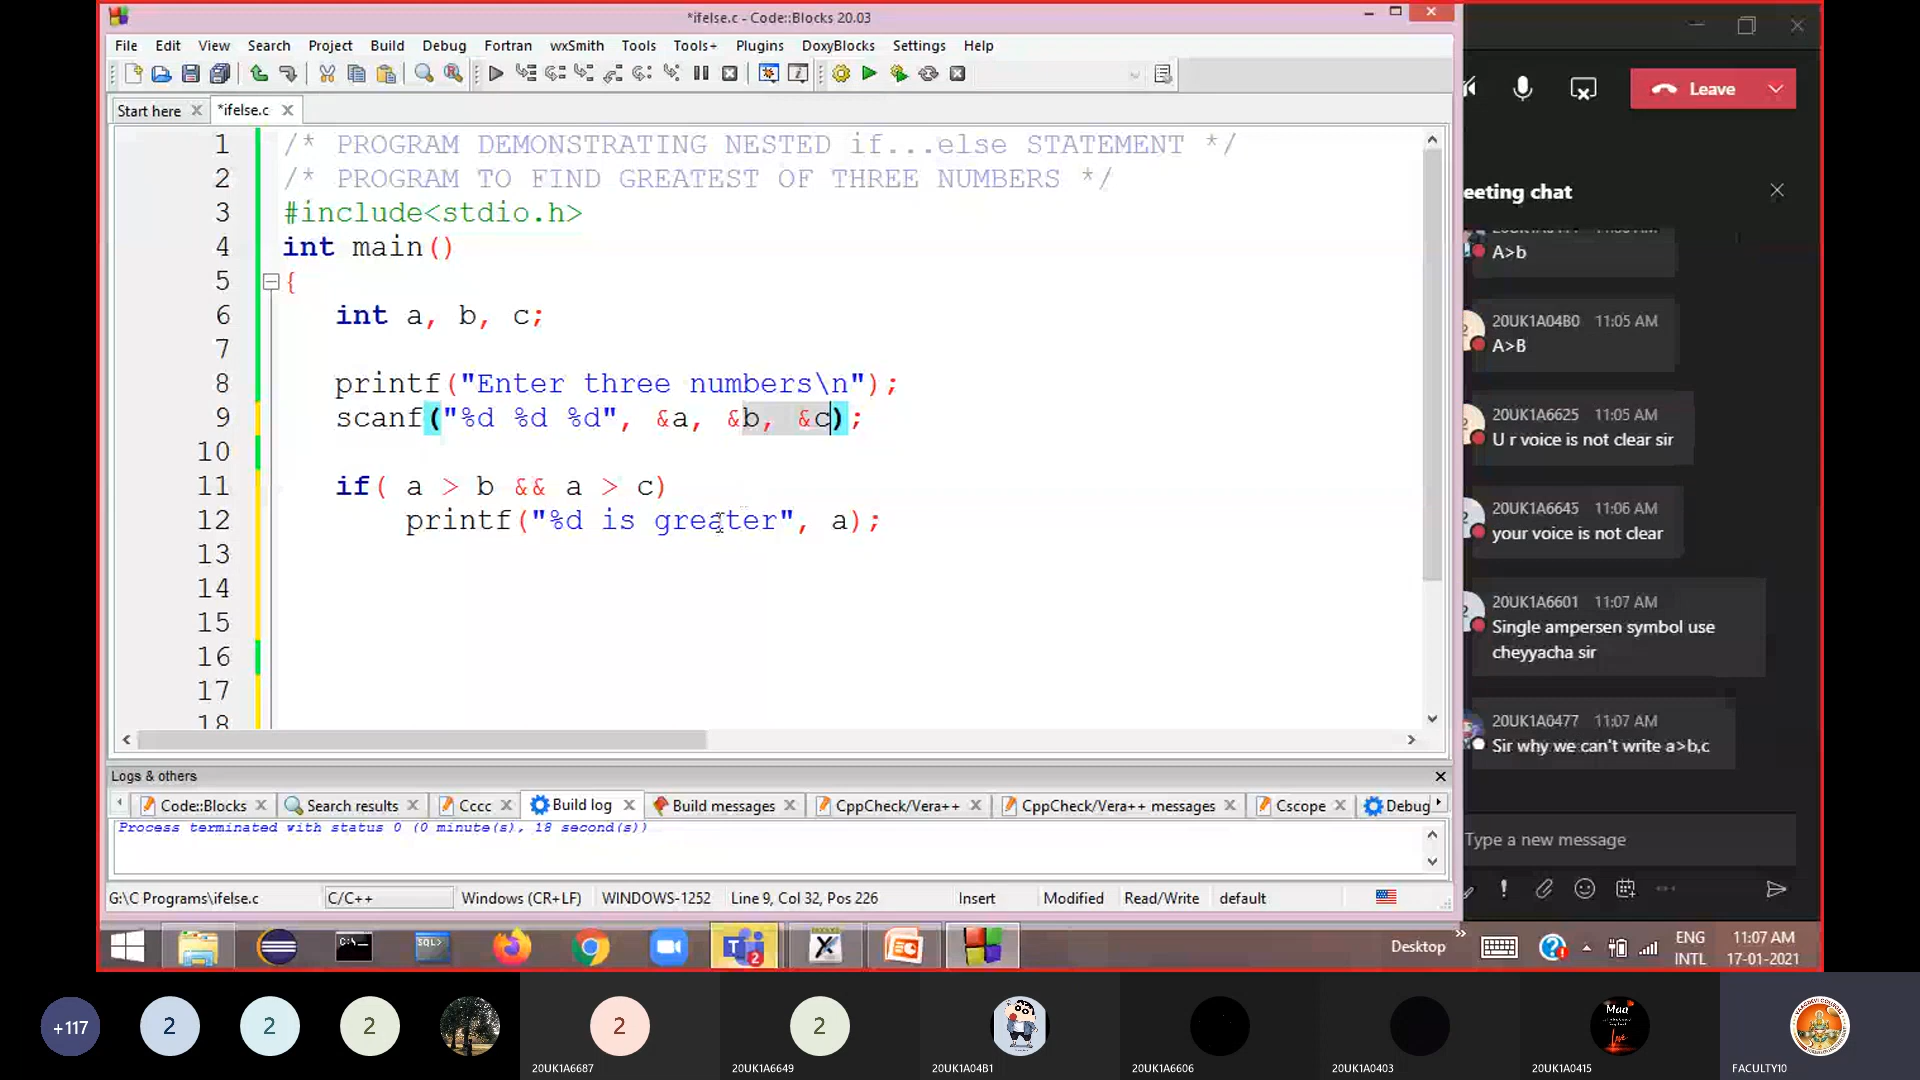 *ifelse.c - Code::Blocks 20.03
File Edit View Search Project Build Debug Fortran wxSmith Tools Tools+ Plugins DoxyBlocks Settings Help
Start here
*ifelse.c
1 /* PROGRAM DEMONSTRATING NESTED if...else STATEMENT */
2 /* PROGRAM TO FIND GREATEST OF THREE NUMBERS */
3 #include<stdio.h>
4 int main()
5 {
6 int a, b, c;
7
8 printf("Enter three numbers\n");
9 scanf("%d %d %d", &a, &b, &c);
10
11 if( a > b && a > c)
12 printf("%d is greater", a);
13
14
15
16
17
18
Logs & others
Code::Blocks Search results Cccc Build log Build messages CppCheck/Vera++ CppCheck/Vera++ messages Cscope Debug
Process terminated with status 0 (0 minute(s), 18 second(s))
G:\C Programs\ifelse.c C/C++ Windows (CR+LF) WINDOWS-1252 Line 9, Col 32, Pos 226 Insert Modified Read/Write default
Leave
eeting chat
A>b
20UK1A04B0 11:05 AM
A>B
20UK1A6625 11:05 AM
U r voice is not clear sir
20UK1A6645 11:06 AM
your voice is not clear
20UK1A6601 11:07 AM
Single ampersen symbol use
cheyyacha sir
20UK1A0477 11:07 AM
Sir why we can't write a>b,c
Type a new message
Desktop
ENG
INTL
11:07 AM
17-01-2021
+117
2
2
2
2
2
Maa
20UK1A6687
20UK1A6649
20UK1A04B1
20UK1A6606
20UK1A0403
20UK1A0415
FACULTY10